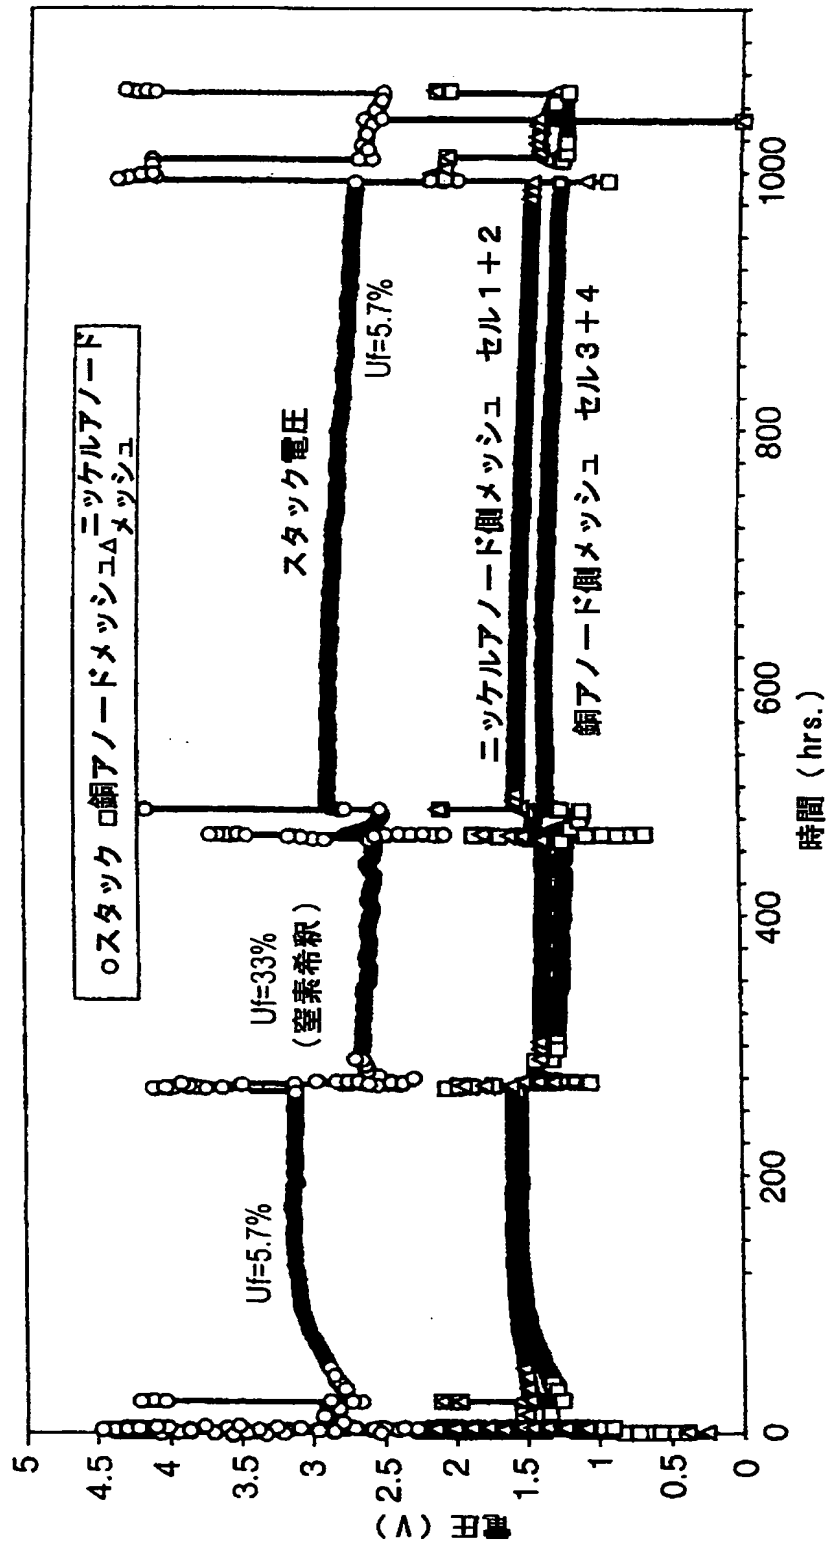 ○スタック □銅アノードメッシュ△ニッケルアノード
メッシュ
電圧(V)
5
4.5
4
3.5
3
2.5
2
1.5
1
0.5
0
Uf=5.7%
Uf=33%
(窒素希釈)
スタック電圧
Uf=5.7%
ニッケルアノード側メッシュ セル1+2
銅アノード側メッシュ セル3+4
0
200
400
600
800
1000
時間(hrs.)